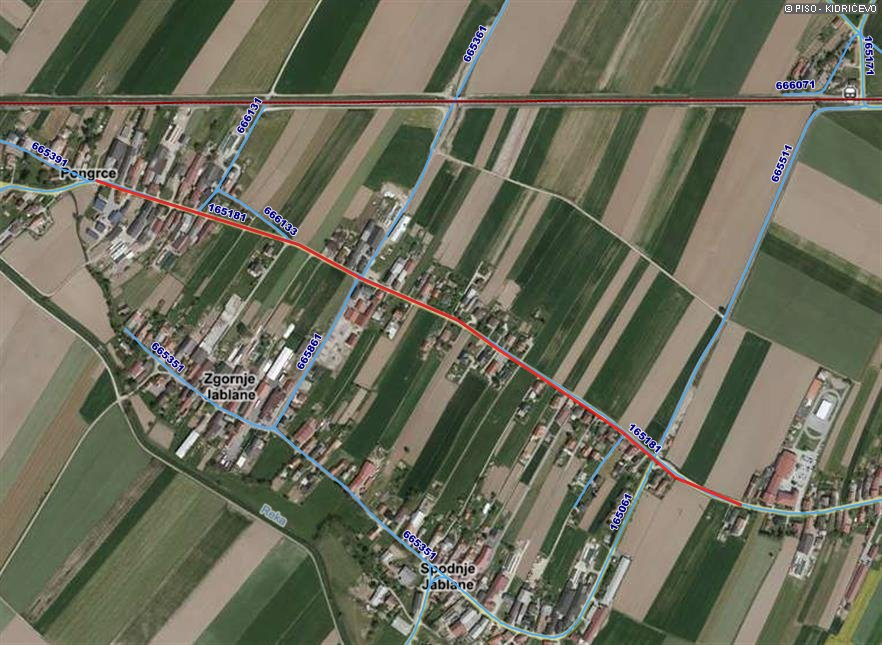 © PISO - KIDRIČEVO
665361
165171
666071
666131
665391
Pongrce
665511
165181
666133
665861
665351
Zgornje
Jablane
165181
165061
Reka
665351
Spodnje
Jablane